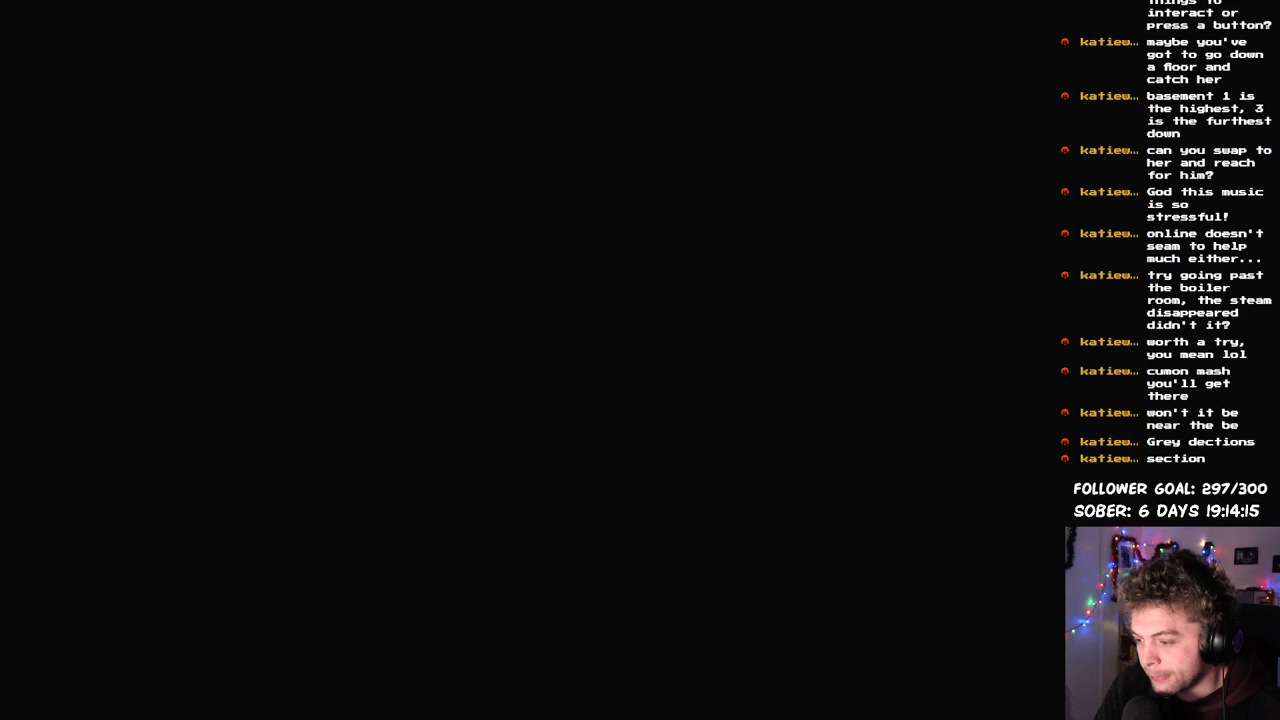 things to
interact or
press a button?
katiew… maybe you've
got to go down
a floor and
catch her
katiew… basement 1 is
the highest, 3
is the furthest
down
katiew… can you swap to
her and reach
for him?
katiew… God this music
is so
stressful!
katiew… online doesn't
seam to help
much either...
katiew… try going past
the boiler
room, the steam
disappeared
didn't it?
katiew… worth a try,
you mean lol
katiew… cumon mash
you'll get
there
katiew… won't it be
near the be
katiew… Grey dections
katiew… section
FOLLOWER GOAL: 297/300
SOBER: 6 DAYS 19:14:15